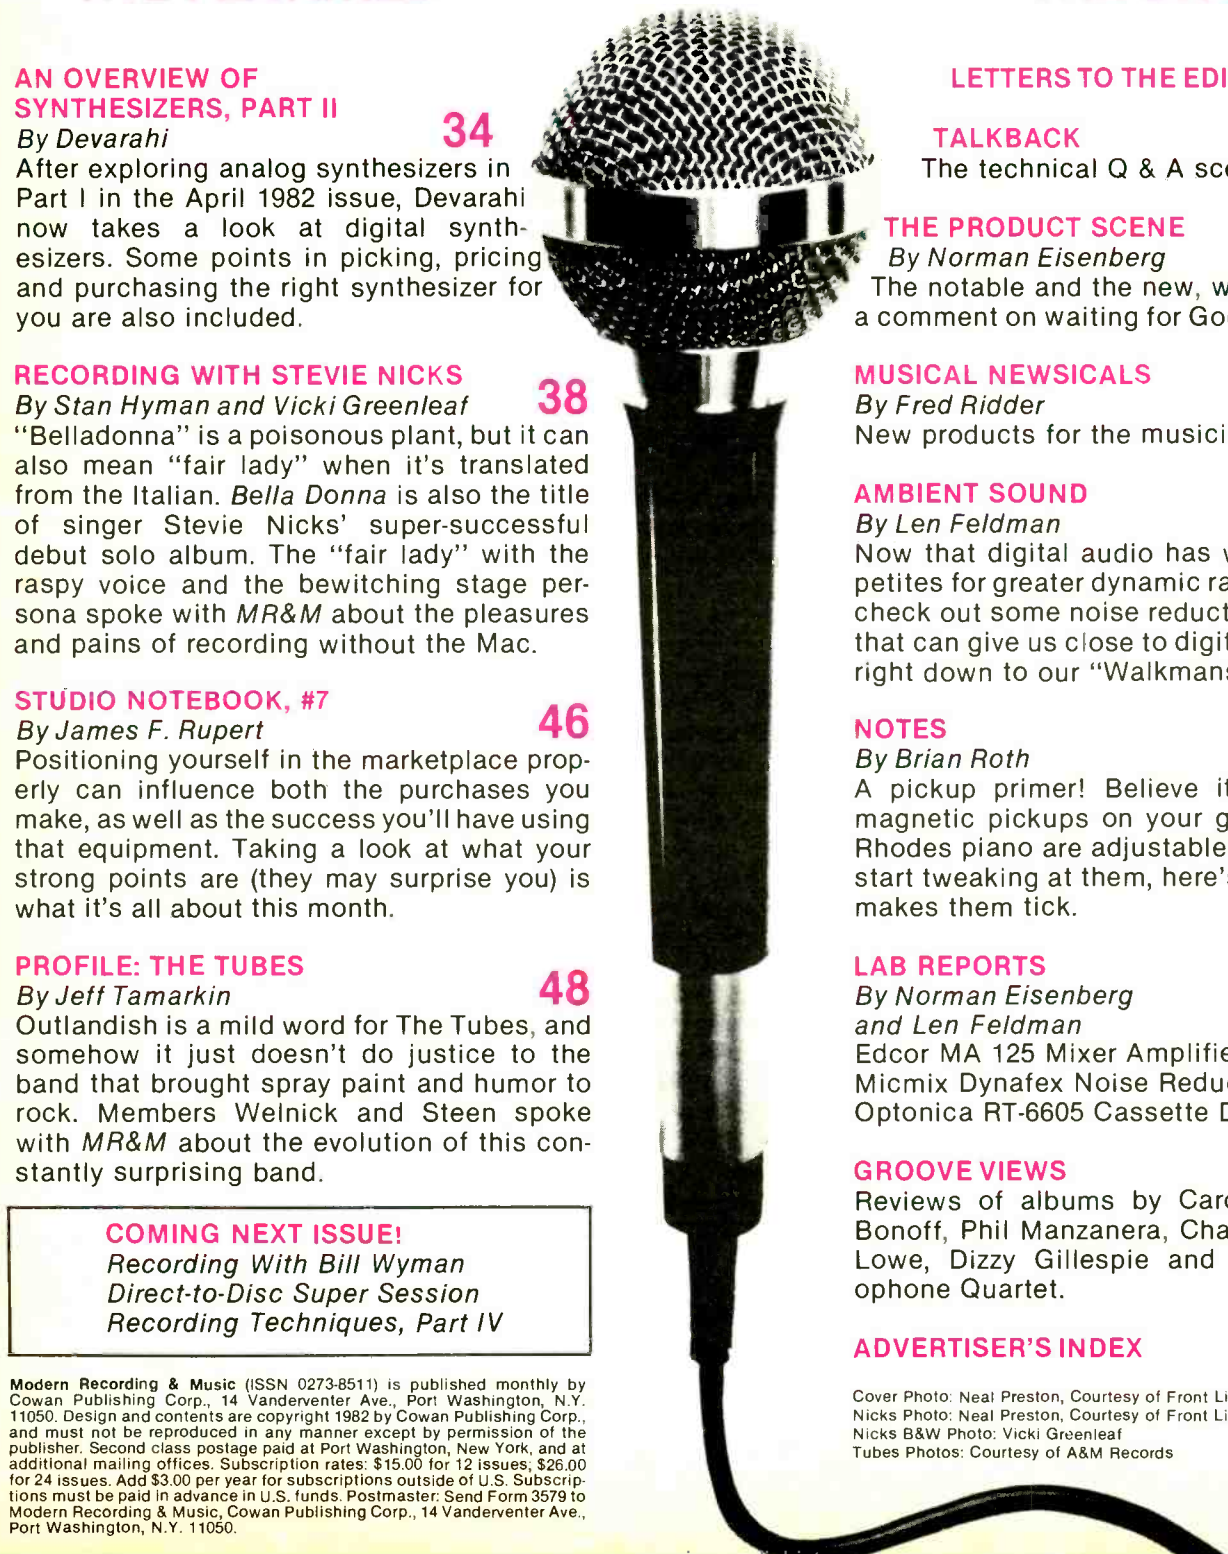 AN OVERVIEW OF
SYNTHESIZERS, PART II
By Devarahi
34
After exploring analog synthesizers in
Part I in the April 1982 issue, Devarahi
now takes a look at digital synth-
esizers. Some points in picking, pricing
and purchasing the right synthesizer for
you are also included.
RECORDING WITH STEVIE NICKS
By Stan Hyman and Vicki Greenleaf
38
"Belladonna" is a poisonous plant, but it can
also mean "fair lady" when it's translated
from the Italian. Bella Donna is also the title
of singer Stevie Nicks' super-successful
debut solo album. The "fair lady" with the
raspy voice and the bewitching stage per-
sona spoke with MR&M about the pleasures
and pains of recording without the Mac.
STUDIO NOTEBOOK, #7
By James F. Rupert
46
Positioning yourself in the marketplace prop-
erly can influence both the purchases you
make, as well as the success you'll have using
that equipment. Taking a look at what your
strong points are (they may surprise you) is
what it's all about this month.
PROFILE: THE TUBES
By Jeff Tamarkin
48
Outlandish is a mild word for The Tubes, and
somehow it just doesn't do justice to the
band that brought spray paint and humor to
rock. Members Welnick and Steen spoke
with MR&M about the evolution of this con-
stantly surprising band.
COMING NEXT ISSUE!
Recording With Bill Wyman
Direct-to-Disc Super Session
Recording Techniques, Part IV
Modern Recording & Music (ISSN 0273-8511) is published monthly by
Cowan Publishing Corp., 14 Vanderventer Ave., Port Washington, N.Y.
11050. Design and contents are copyright 1982 by Cowan Publishing Corp.,
and must not be reproduced in any manner except by permission of the
publisher. Second class postage paid at Port Washington, New York, and at
additional mailing offices. Subscription rates: $15.00 for 12 issues; $26.00
for 24 issues. Add $3.00 per year for subscriptions outside of U.S. Subscrip-
tions must be paid in advance in U.S. funds. Postmaster: Send Form 3579 to
Modern Recording & Music, Cowan Publishing Corp., 14 Vanderventer Ave.,
Port Washington, N.Y. 11050.
LETTERS TO THE EDI
TALKBACK
The technical Q & A sc
THE PRODUCT SCENE
By Norman Eisenberg
The notable and the new, w
a comment on waiting for Go
MUSICAL NEWSICALS
By Fred Ridder
New products for the musici
AMBIENT SOUND
By Len Feldman
Now that digital audio has
petites for greater dynamic ra
check out some noise reduct
that can give us close to digit
right down to our "Walkmans
NOTES
By Brian Roth
A pickup primer! Believe it
magnetic pickups on your g
Rhodes piano are adjustable
start tweaking at them, here's
makes them tick.
LAB REPORTS
By Norman Eisenberg
and Len Feldman
Edcor MA 125 Mixer Amplifie
Micmix Dynafex Noise Redu
Optonica RT-6605 Cassette D
GROOVE VIEWS
Reviews of albums by Car
Bonoff, Phil Manzanera, Cha
Lowe, Dizzy Gillespie and
ophone Quartet.
ADVERTISER'S INDEX
Cover Photo: Neal Preston, Courtesy of Front Li
Nicks Photo: Neal Preston, Courtesy of Front Li
Nicks B&W Photo: Vicki Greenleaf
Tubes Photos: Courtesy of A&M Records